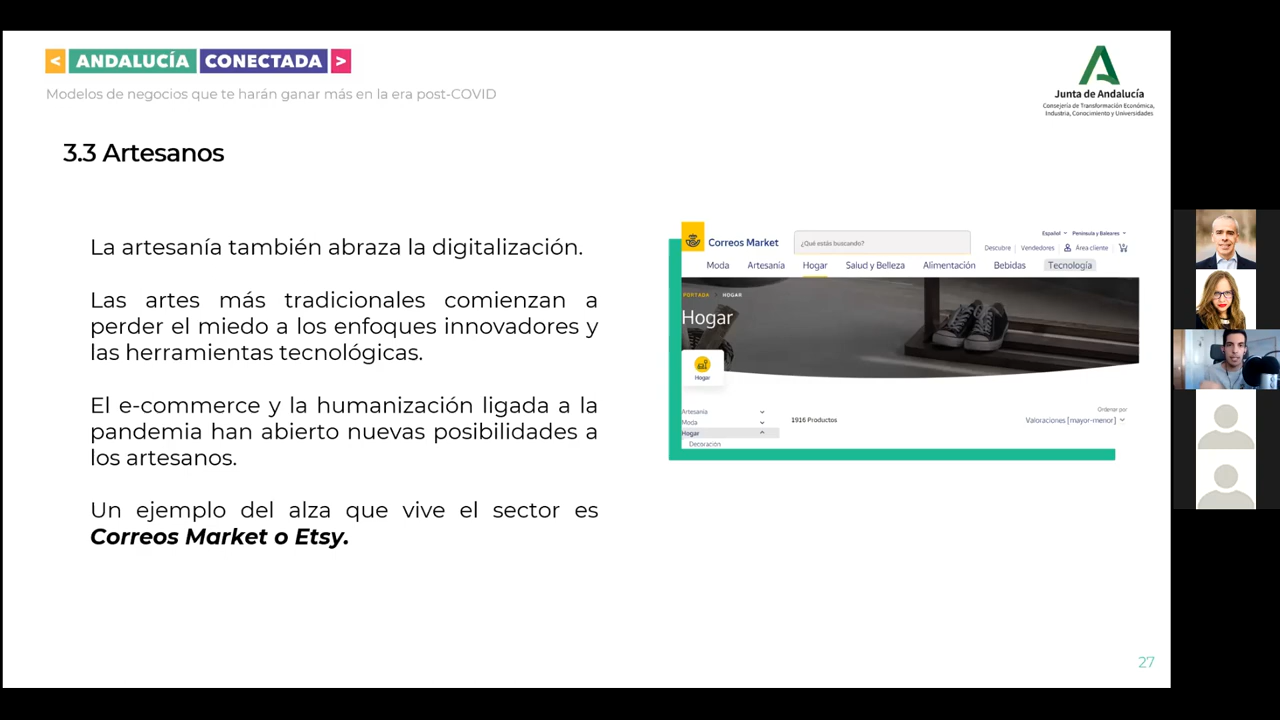 < ANDALUCÍA CONECTADA >
Modelos de negocios que te harán ganar más en la era post-COVID
Junta de Andalucía
Consejería de Transformación Económica,
Industria, Conocimiento y Universidades
3.3 Artesanos
La artesanía también abraza la digitalización.
Las artes más tradicionales comienzan a
perder el miedo a los enfoques innovadores y
las herramientas tecnológicas.
El e-commerce y la humanización ligada a la
pandemia han abierto nuevas posibilidades a
los artesanos.
Un ejemplo del alza que vive el sector es
Correos Market o Etsy.
Correos Market
¿Qué estás buscando?
Español Península y Baleares
Descubre Vendedores Área cliente
Moda Artesanía Hogar Salud y Belleza Alimentación Bebidas Tecnología
PORTADA HOGAR
Hogar
Hogar
Artesanía
Moda
Hogar
Decoración
1916 Productos
Ordenar por
Valoraciones [mayor-menor]
27